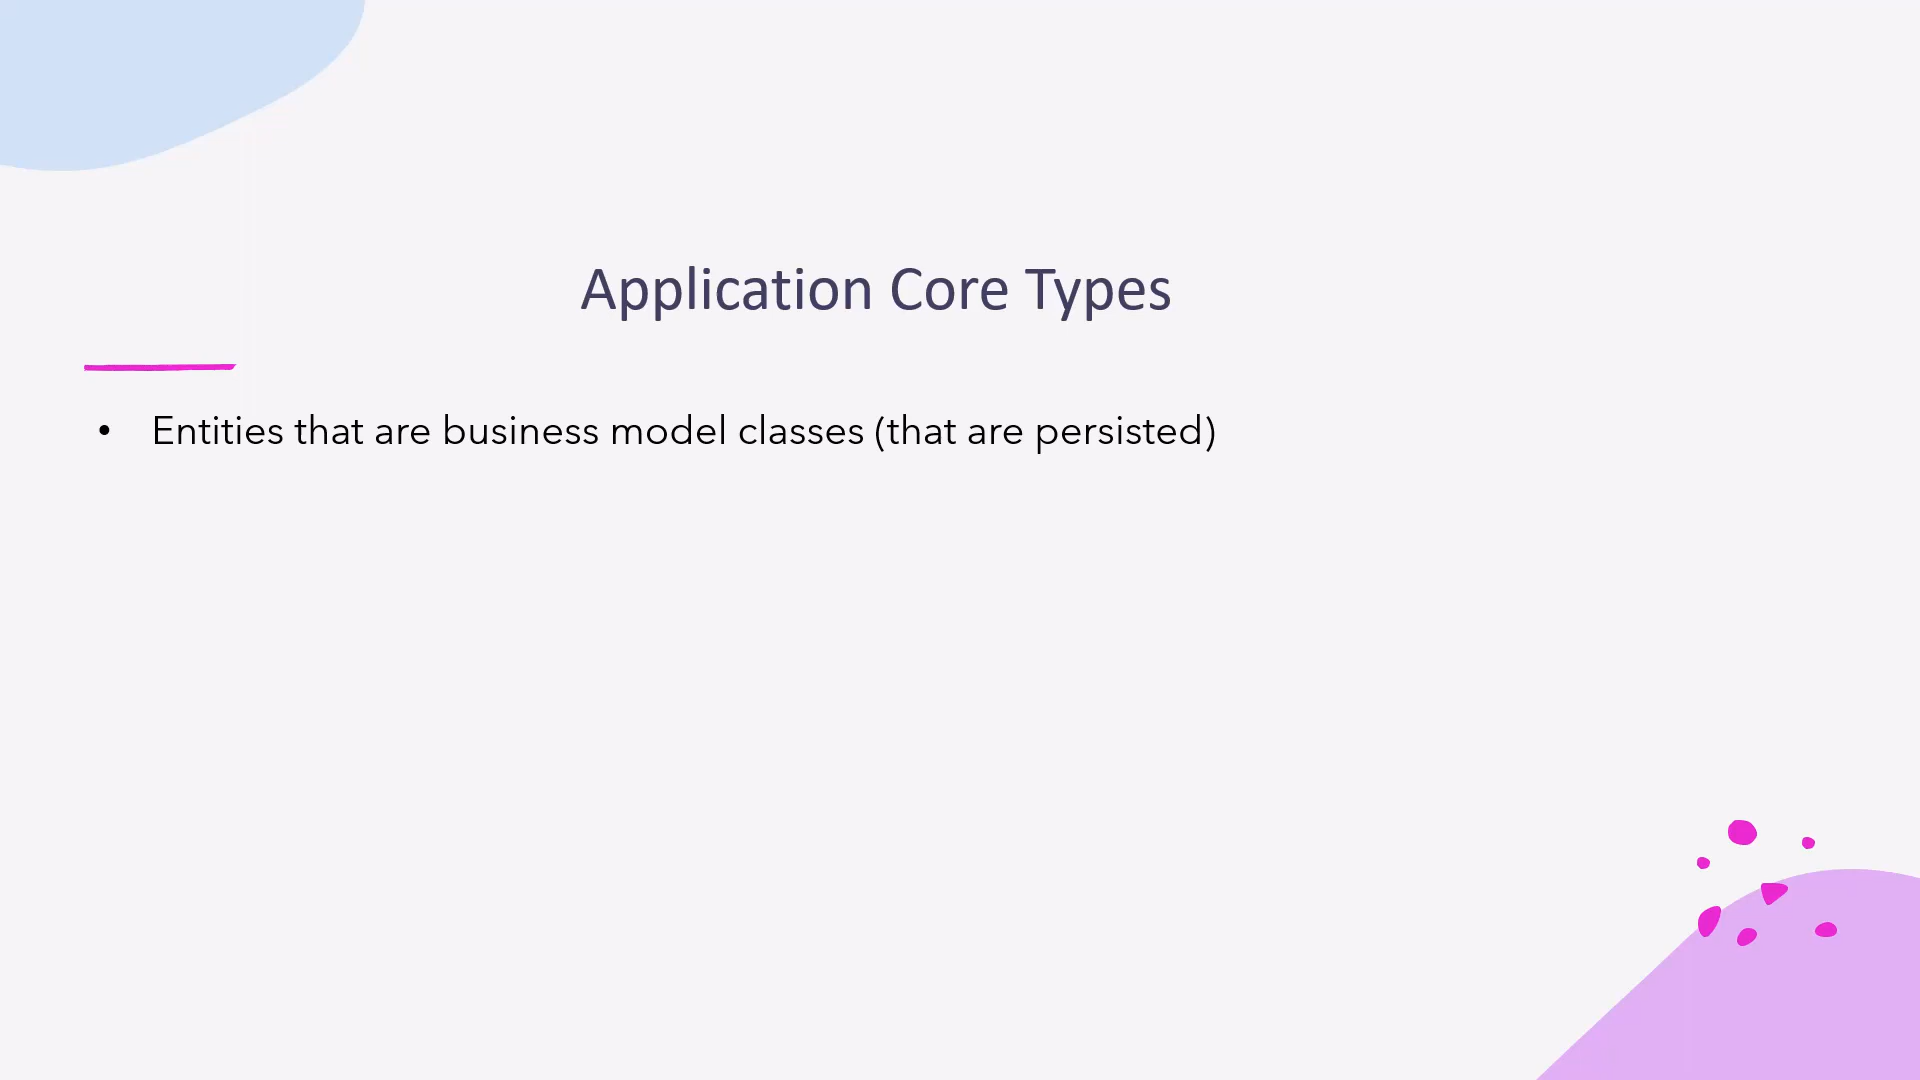 Application Core Types
• Entities that are business model classes (that are persisted)